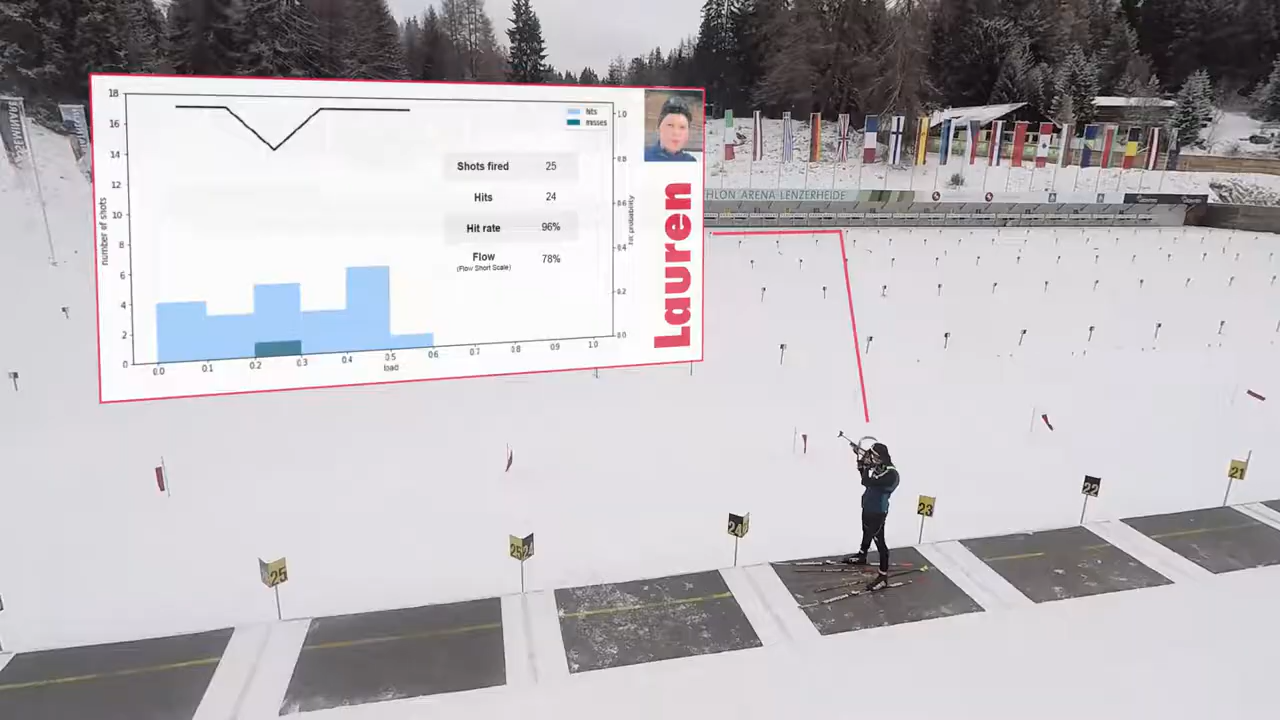 18
16
14
12
10
8
6
4
2
0
number of shots
0.0
0.1
0.2
0.3
0.4
0.5
0.6
0.7
0.8
0.9
1.0
load
1.0
0.8
0.6
0.4
0.2
0.0
hit probability
hits
misses
Shots fired 25
Hits 24
Hit rate 96%
Flow 78%
(Flow Short Scale)
Lauren
HLON ARENA LENZERHEIDE
25
25
24
24
23
22
21